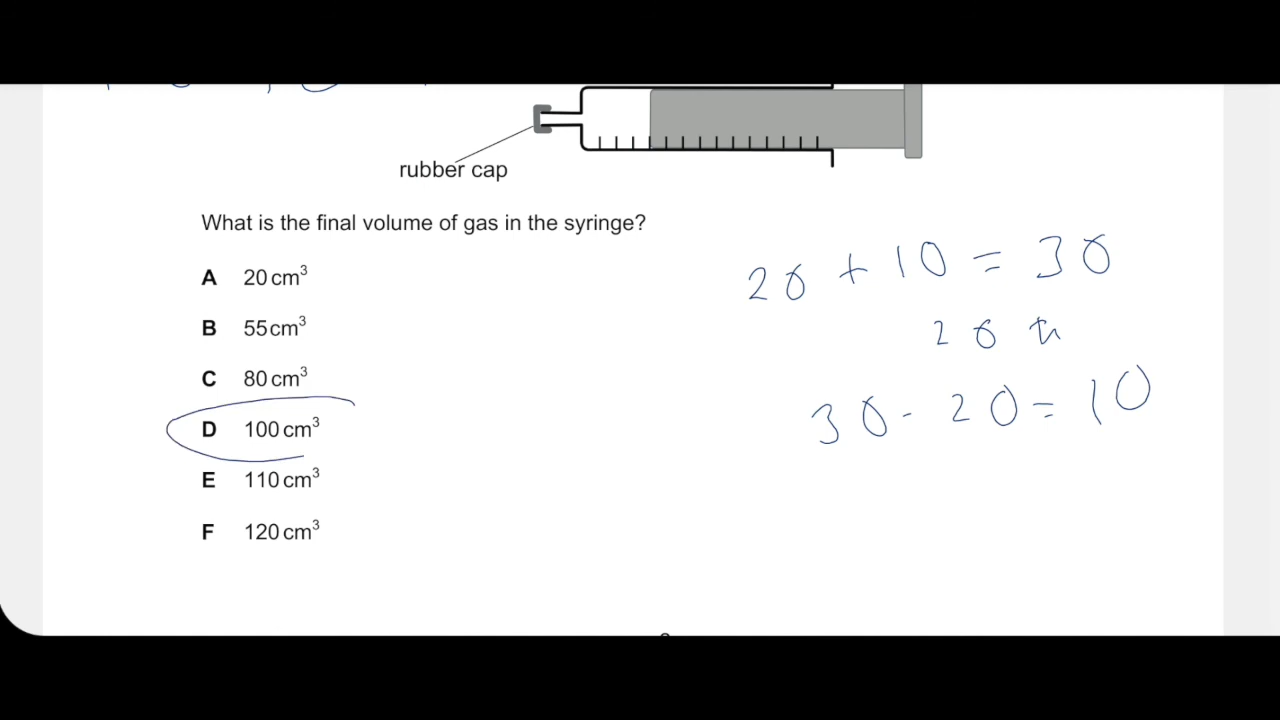 rubber cap
What is the final volume of gas in the syringe?
A 20 cm³
B 55 cm³
C 80 cm³
D 100 cm³
E 110 cm³
F 120 cm³
20 + 10 = 30
20
30 - 20 = 10